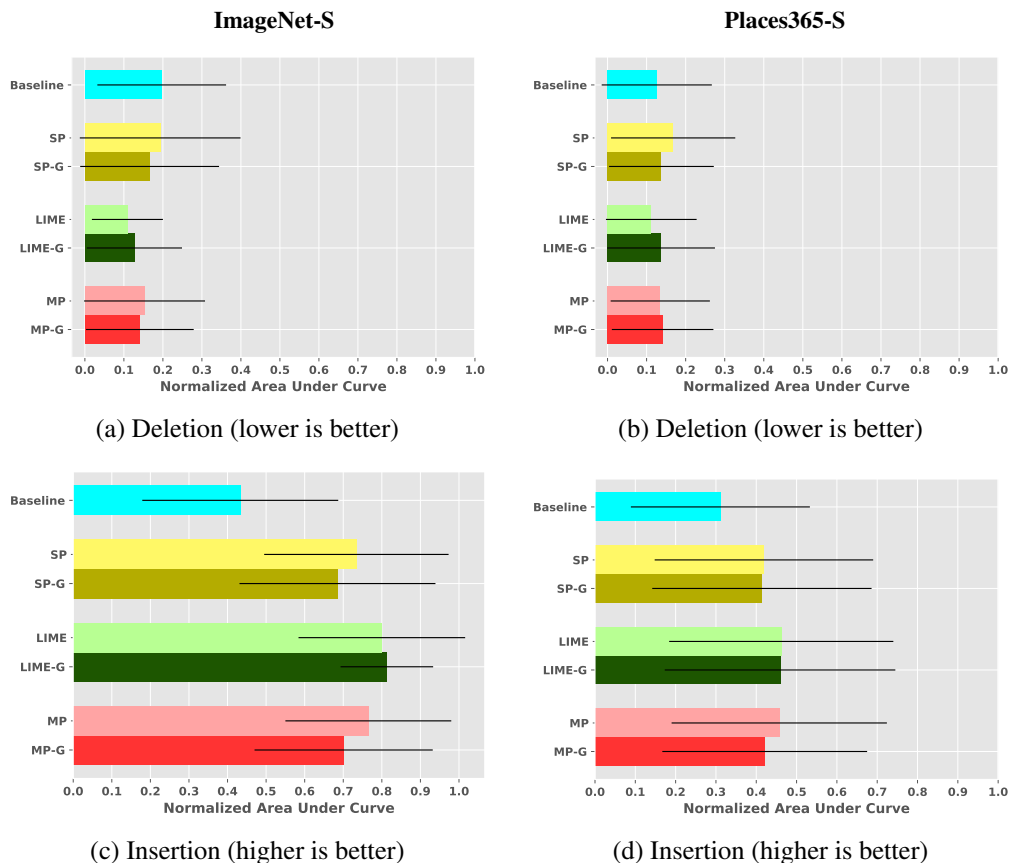 ImageNet-S
Places365-S
Baseline
SP
SP-G
LIME
LIME-G
MP
MP-G
0.0 0.1 0.2 0.3 0.4 0.5 0.6 0.7 0.8 0.9 1.0
Normalized Area Under Curve
(a) Deletion (lower is better)
Baseline
SP
SP-G
LIME
LIME-G
MP
MP-G
0.0 0.1 0.2 0.3 0.4 0.5 0.6 0.7 0.8 0.9 1.0
Normalized Area Under Curve
(b) Deletion (lower is better)
Baseline
SP
SP-G
LIME
LIME-G
MP
MP-G
0.0 0.1 0.2 0.3 0.4 0.5 0.6 0.7 0.8 0.9 1.0
Normalized Area Under Curve
(c) Insertion (higher is better)
Baseline
SP
SP-G
LIME
LIME-G
MP
MP-G
0.0 0.1 0.2 0.3 0.4 0.5 0.6 0.7 0.8 0.9 1.0
Normalized Area Under Curve
(d) Insertion (higher is better)